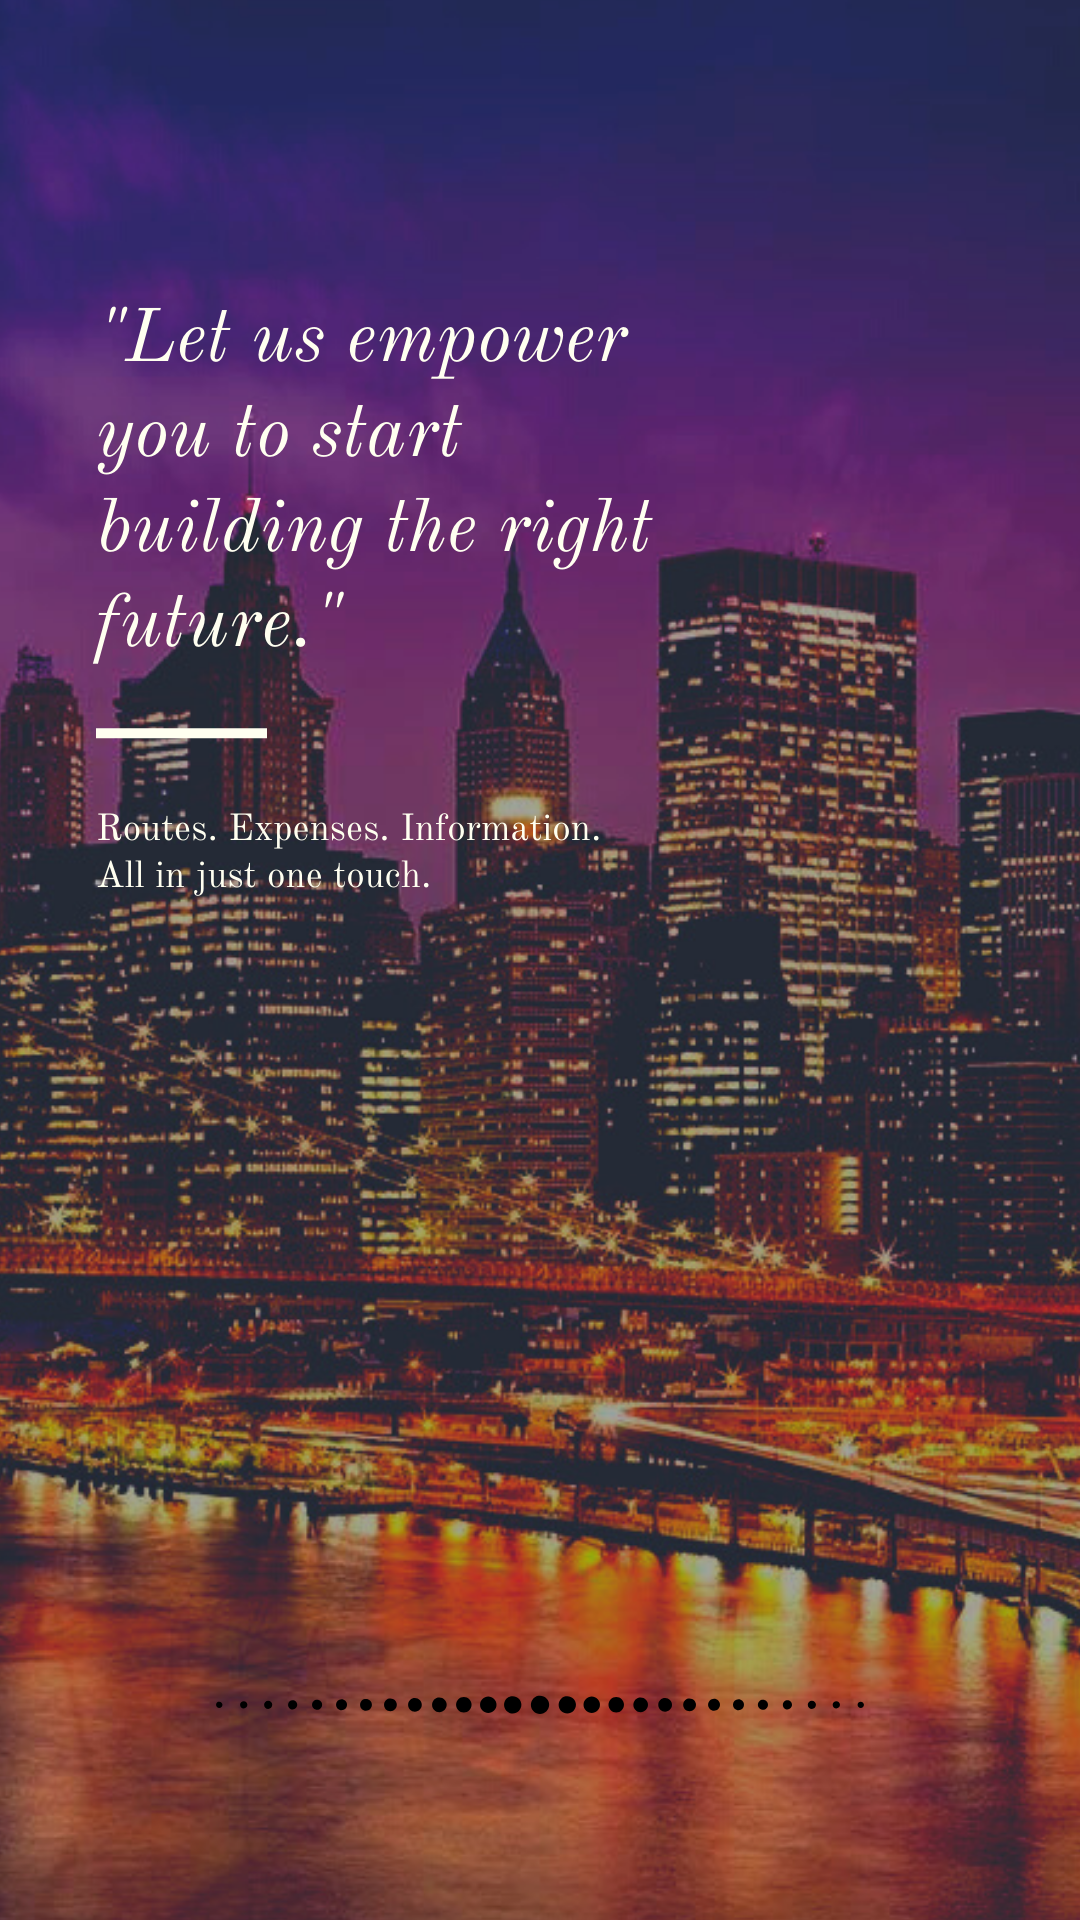 "Let us empower
you to start
building the right
future."
Routes. Expenses. Information.
All in just one touch.